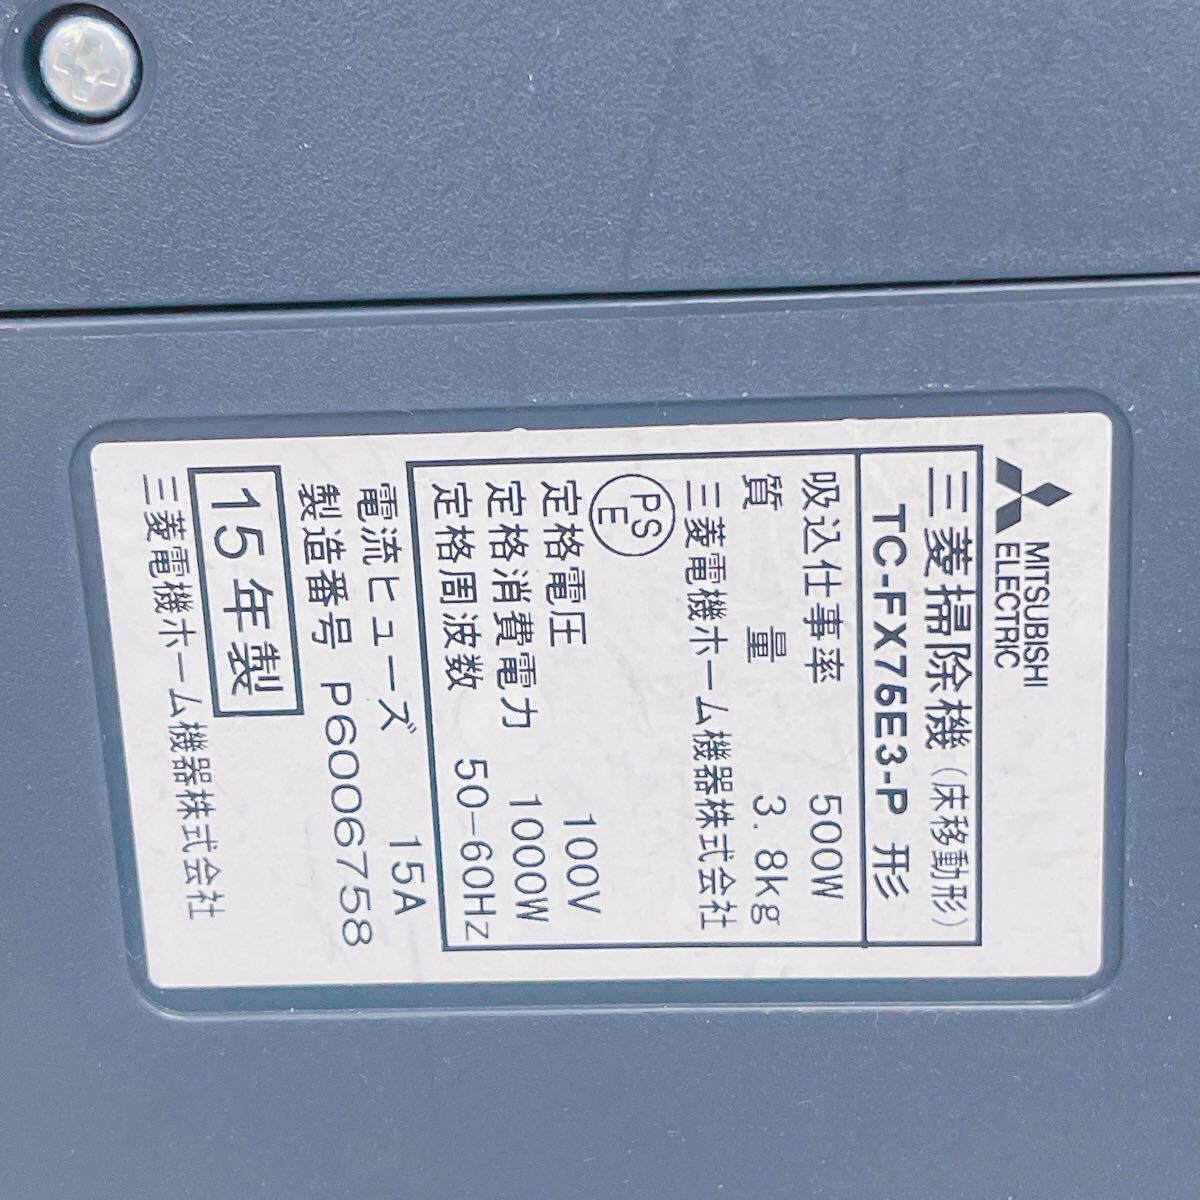 MITSUBISHI
ELECTRIC
三菱掃除機(床移動形)
TC-FX75E3-P 形
吸込仕事率 500W
質量 3.8kg
三菱電機ホーム機器株式会社
PS
E
定格電圧 100V
定格消費電力 1000W
定格周波数 50-60Hz
電流ヒューズ 15A
製造番号 P6006758
15年製
三菱電機ホーム機器株式会社